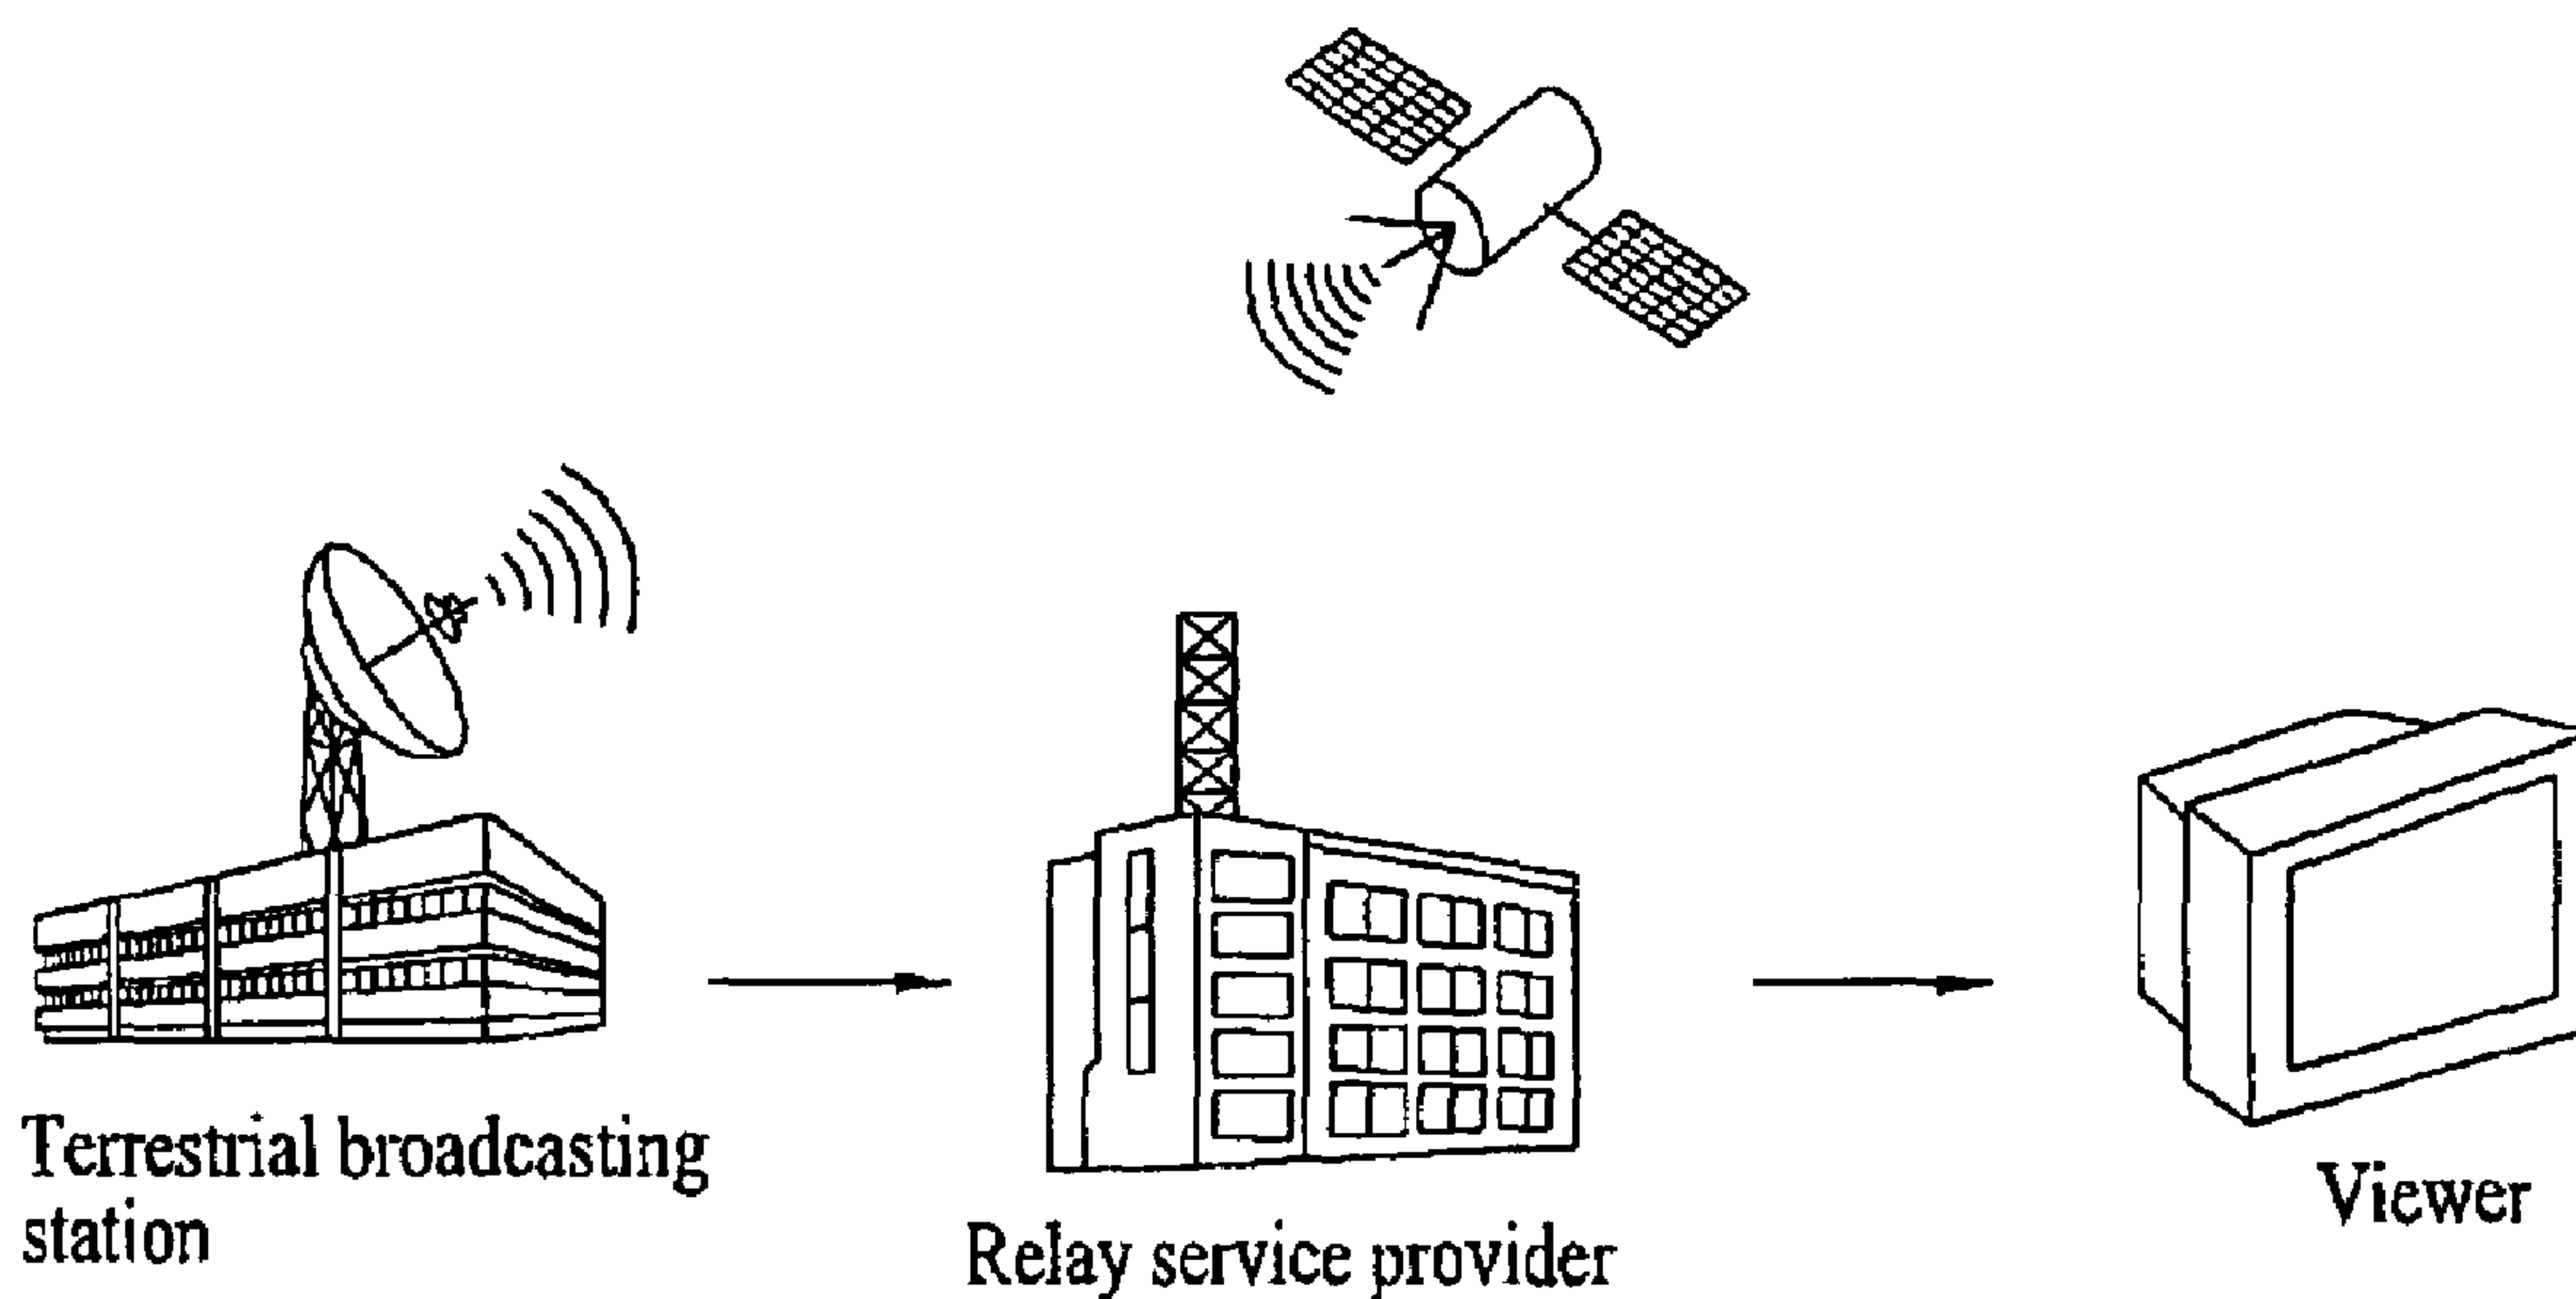 Terrestrial broadcasting
station
Relay service provider
Viewer